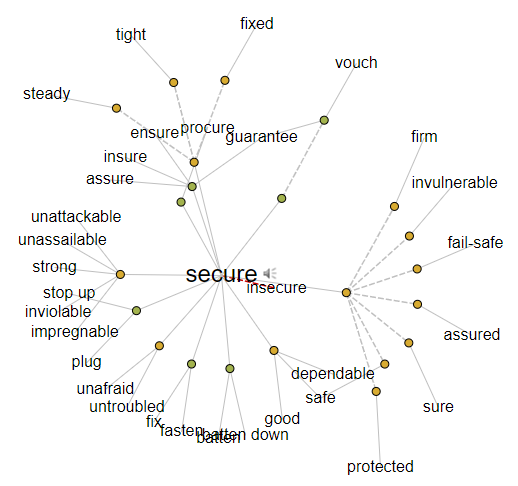 fixed
tight
vouch
steady
procure
ensure
guarantee
firm
insure
assure
invulnerable
unattackable
unassailable
fail-safe
strong
secure
insecure
stop up
inviolable
impregnable
assured
plug
dependable
unafraid
safe
untroubled
sure
good
fix
fasten
batten
batten down
protected